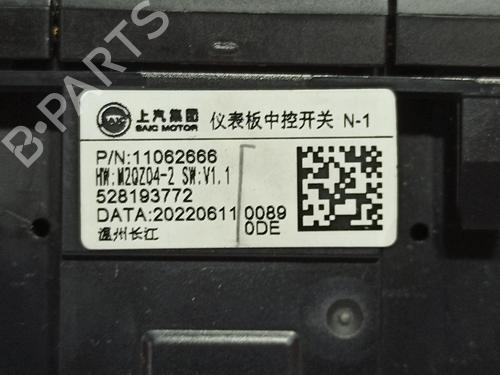 B-PARTS
SAIC
上汽集团
SAIC MOTOR
仪表板中控开关 N-1
P/N:11062666
HW:M2QZ04-2 SW:V1.1
528193772
DATA:20220611 0089
0DE
温州长江